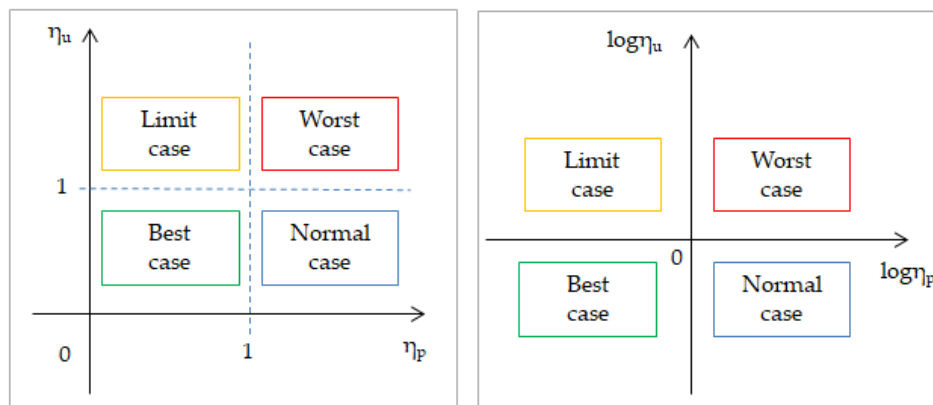 ηu
Limit
case
Worst
case
1
Best
case
Normal
case
0
1
ηp
logηu
Limit
case
Worst
case
0
logηp
Best
case
Normal
case